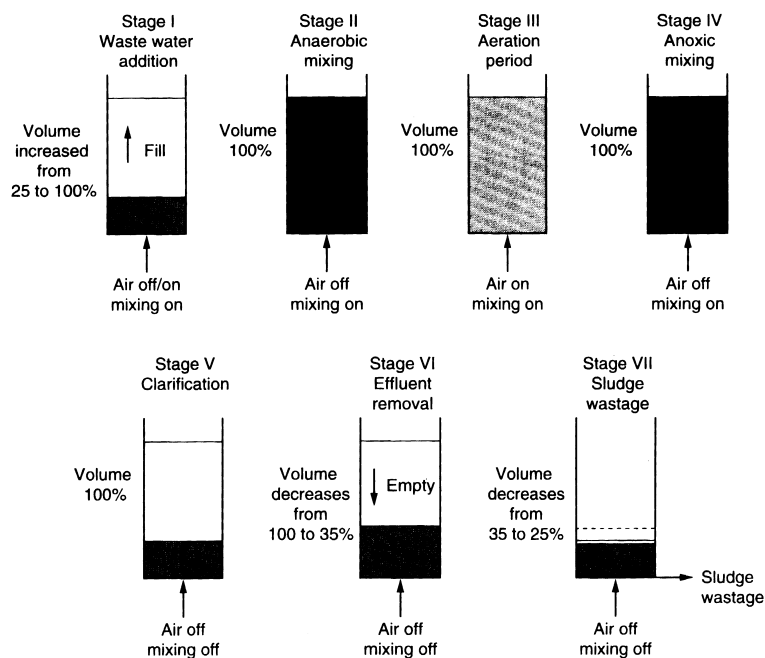 Stage I
Waste water
addition
Volume
increased
from
25 to 100%
Fill
Air off/on
mixing on
Stage II
Anaerobic
mixing
Volume
100%
Air off
mixing on
Stage III
Aeration
period
Volume
100%
Air on
mixing on
Stage IV
Anoxic
mixing
Volume
100%
Air off
mixing on
Stage V
Clarification
Volume
100%
Air off
mixing off
Stage VI
Effluent
removal
Volume
decreases
from
100 to 35%
Empty
Air off
mixing off
Stage VII
Sludge
wastage
Volume
decreases
from
35 to 25%
Sludge
wastage
Air off
mixing off